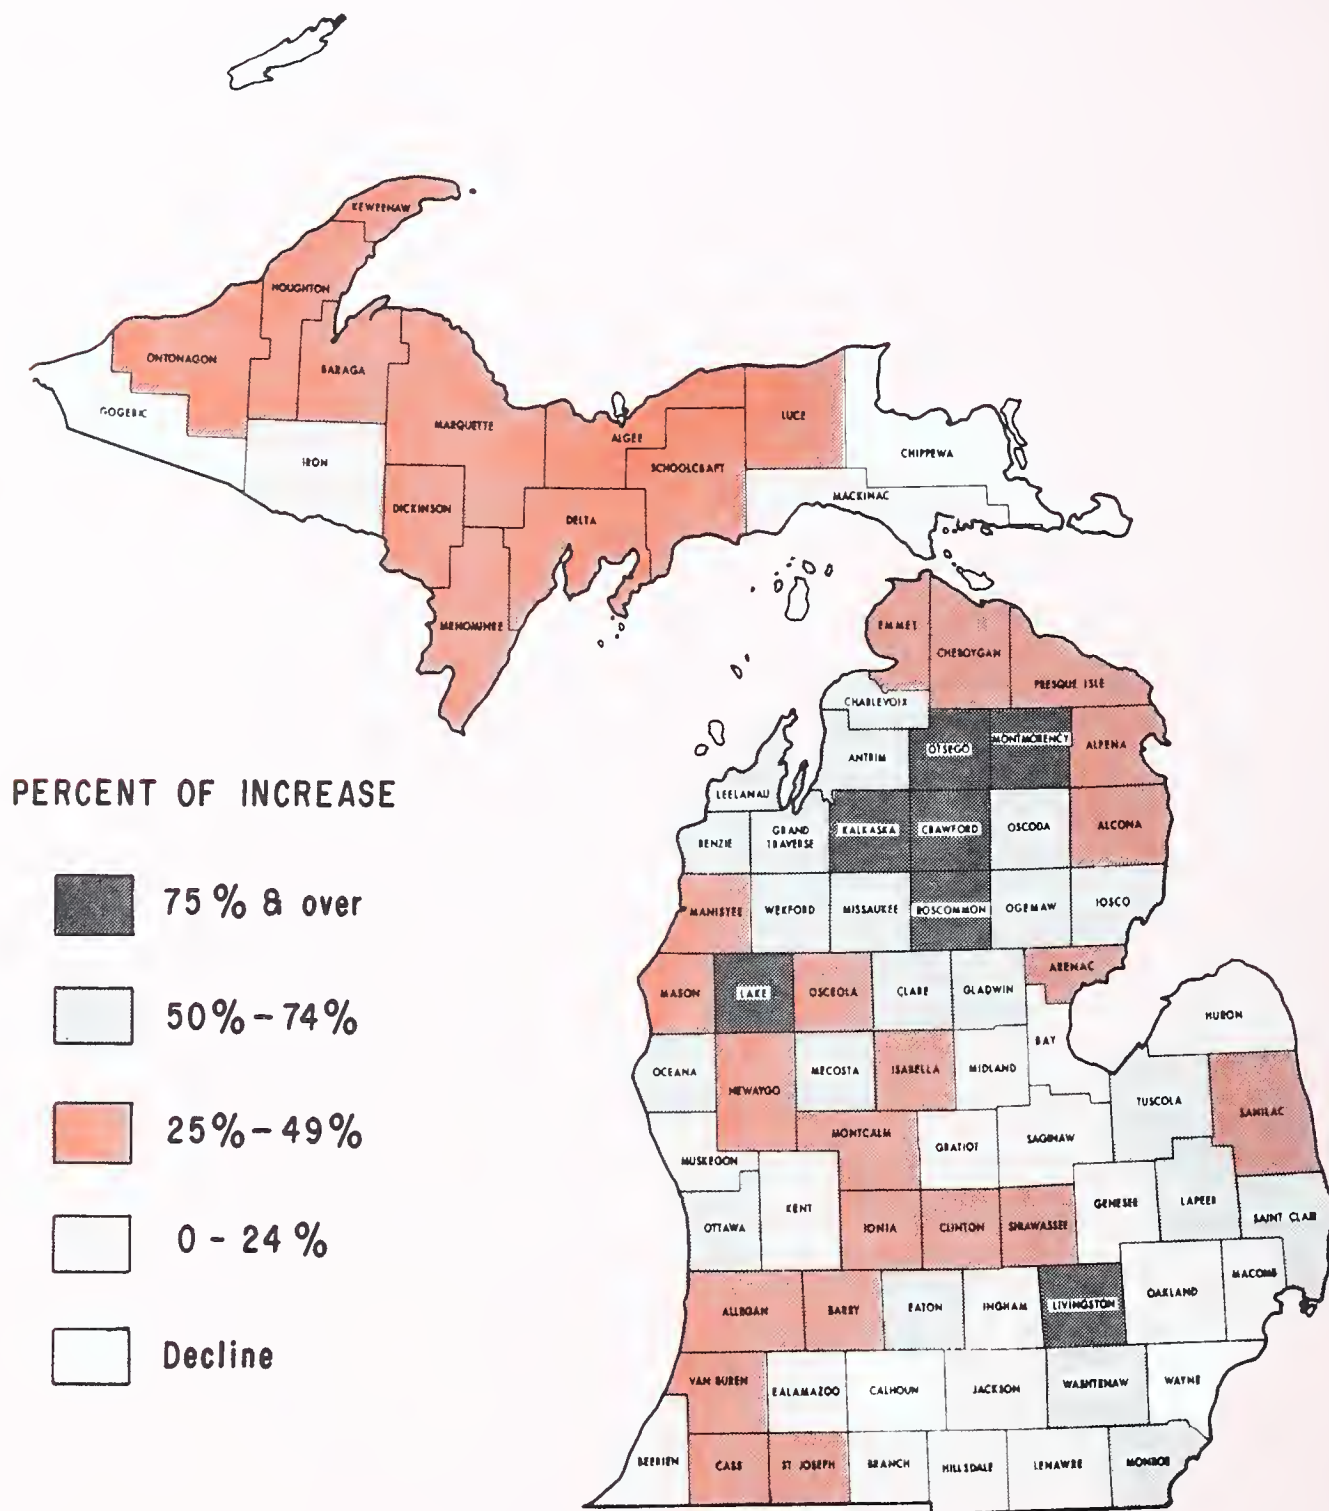 KEWEENAW
HOUGHTON
ONTONAGON
BARAGA
GOGEBIC
MARQUETTE
LUCE
ALGER
IRON
CHIPPEWA
SCHOOLCRAFT
MACKINAC
DICKINSON
DELTA
MENOMINEE
EMMET
CHEBOYGAN
PRESQUE ISLE
CHARLEVOIX
OTSEGO
MONTMORENCY
ALPENA
ANTRIM
PERCENT OF INCREASE
LEELANAU
BENZIE
GRAND
TRAVERSE
KALKASKA
CRAWFORD
OSCODA
ALCONA
75% & over
MANISTEE
WEXFORD
MISSAUKEE
ROSCOMMON
OGEMAW
IOSCO
MASON
LAKE
OSCEOLA
CLARE
GLADWIN
ARENAC
50%-74%
HURON
OCEANA
NEWAYGO
MECOSTA
ISABELLA
MIDLAND
BAY
TUSCOLA
SANILAC
25%-49%
MONTCALM
GRATIOT
SAGINAW
MUSKEGON
KENT
GENESEE
LAPEER
SAINT CLAIR
OTTAWA
IONIA
CLINTON
SHIAWASSEE
0-24%
MACOMB
ALLEGAN
BARRY
EATON
INGHAM
LIVINGSTON
OAKLAND
Decline
VAN BUREN
KALAMAZOO
CALHOUN
JACKSON
WASHTENAW
WAYNE
BERRIEN
CASS
ST JOSEPH
BRANCH
HILLSDALE
LENAWEE
MONROE